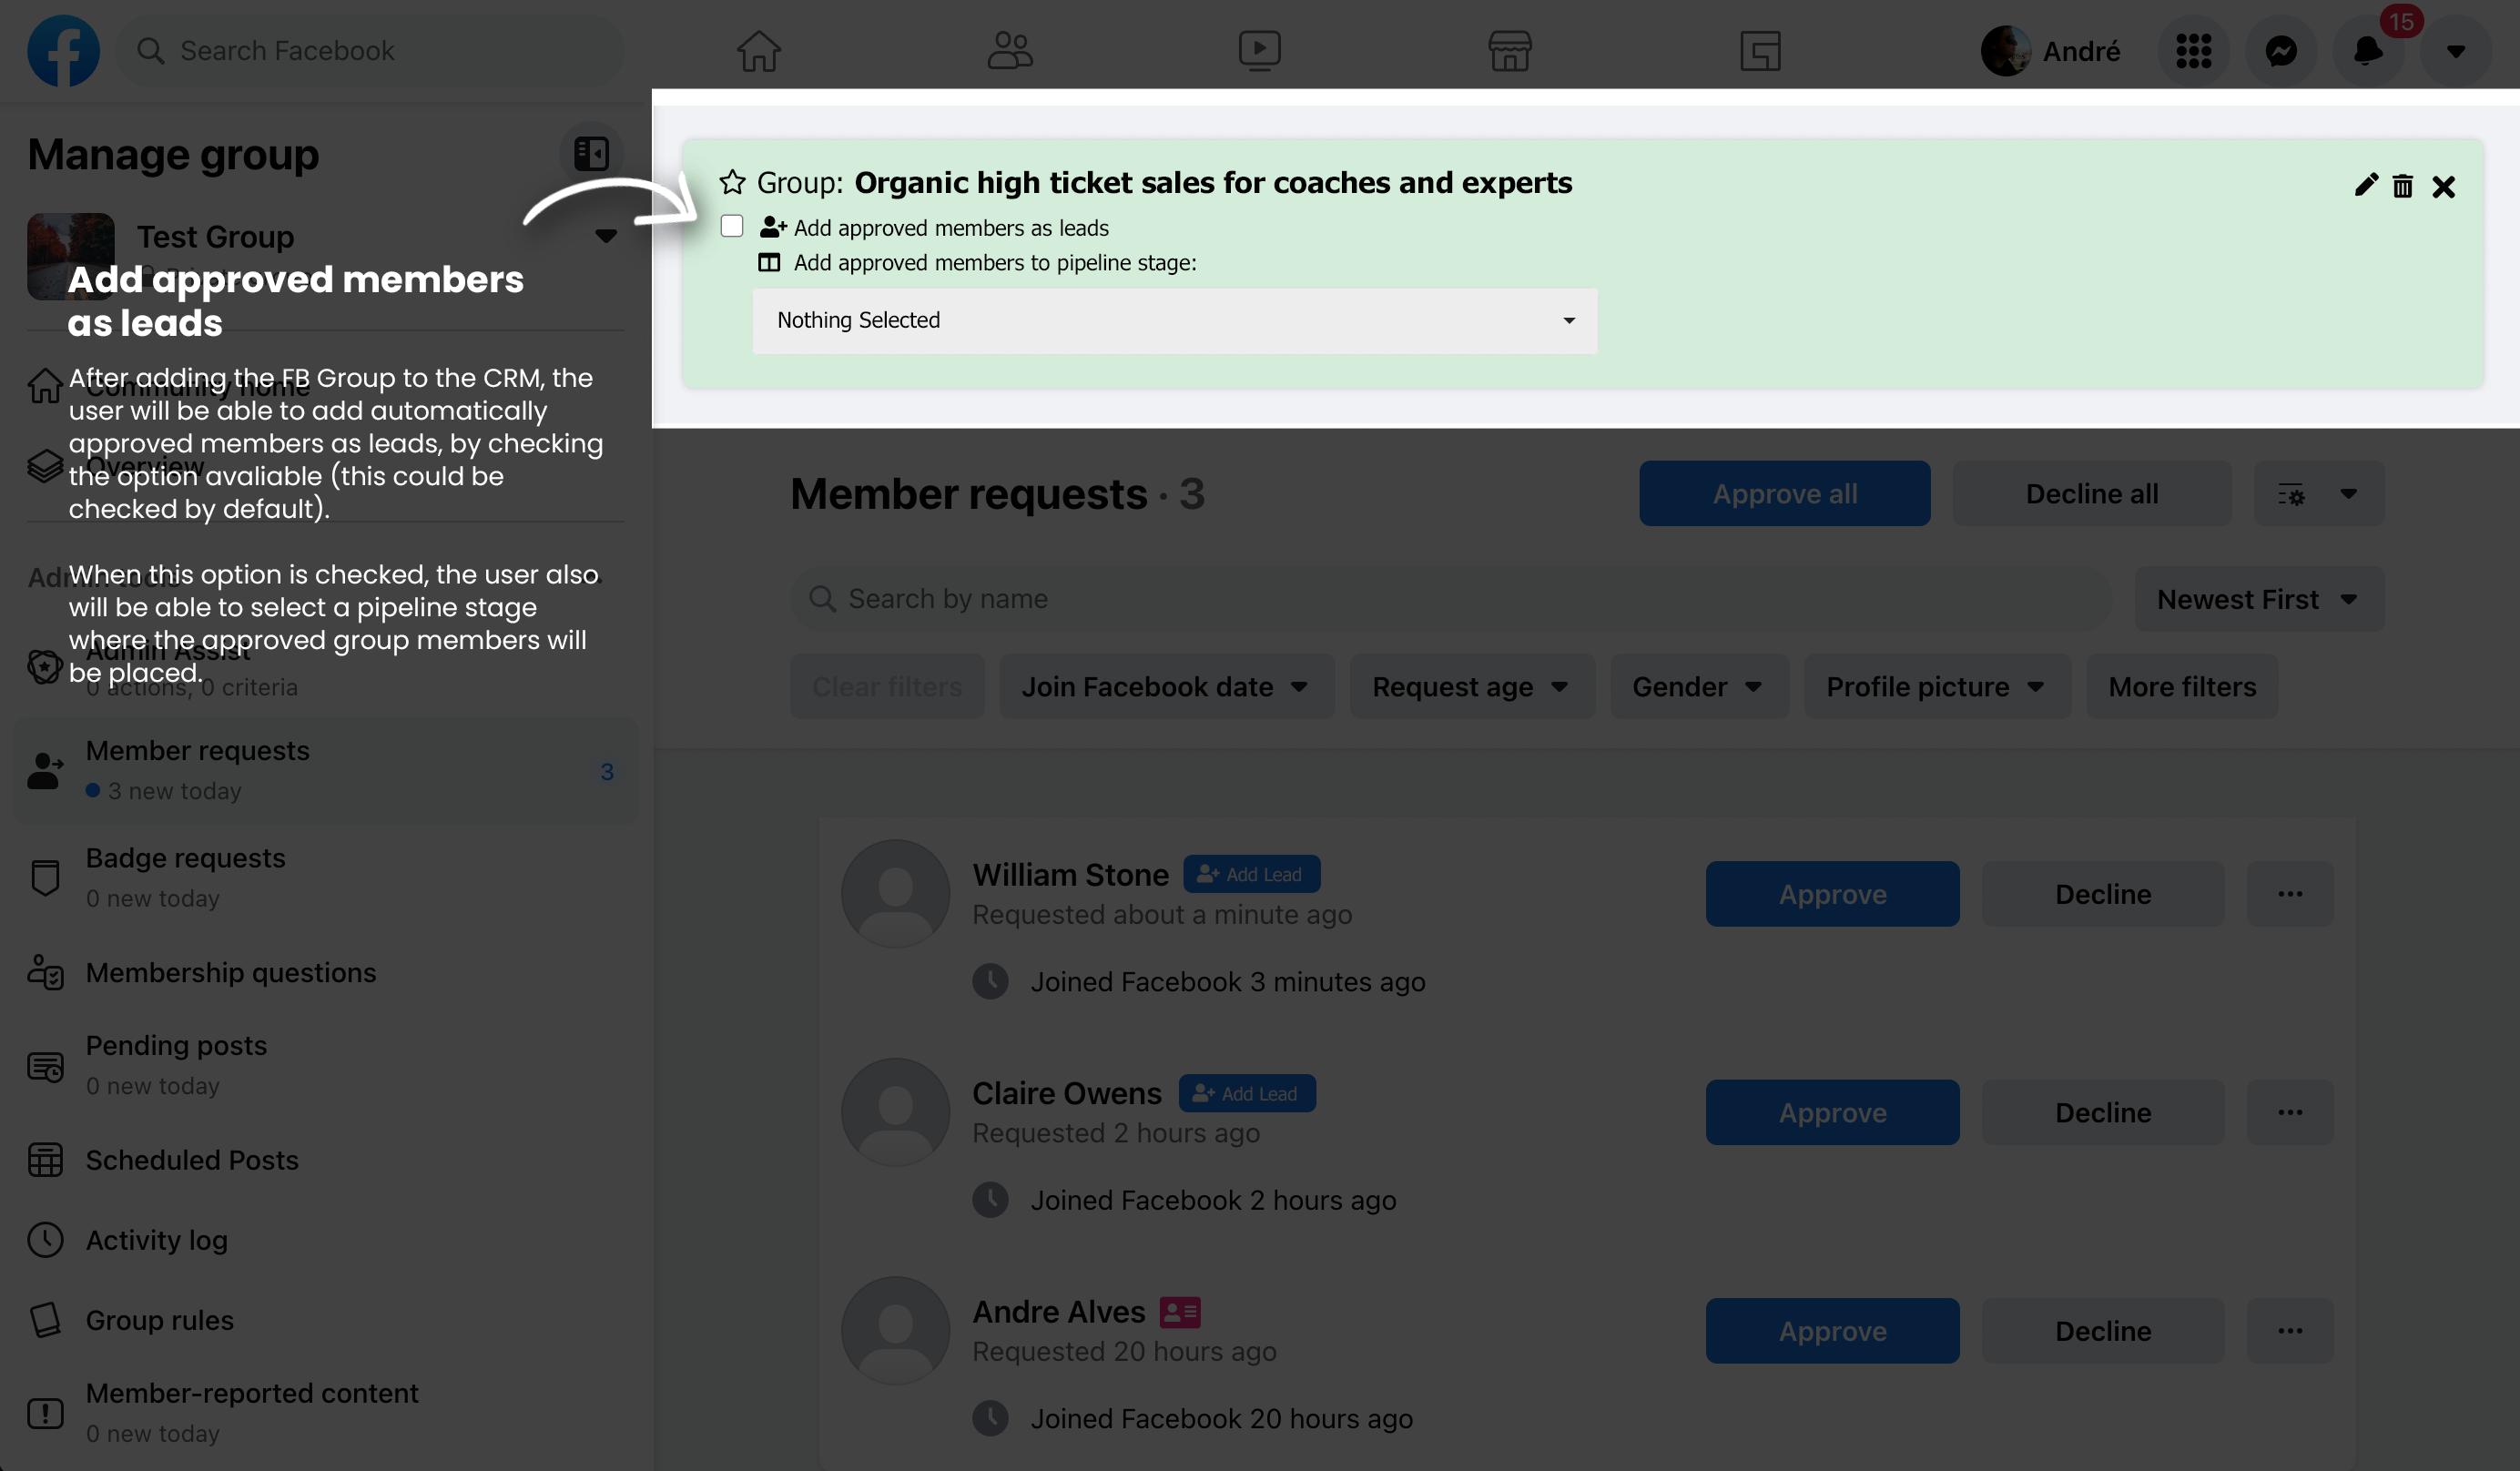 Search Facebook
André
15
Manage group
Test Group
Add approved members
as leads
After adding the FB Group to the CRM, the
user will be able to add automatically
approved members as leads, by checking
the option avaliable (this could be
checked by default).
When this option is checked, the user also
will be able to select a pipeline stage
where the approved group members will
be placed.
Community home
Overview
Admin tools
Admin Assist
0 actions, 0 criteria
Member requests
3 new today
3
Badge requests
0 new today
Membership questions
Pending posts
0 new today
Scheduled Posts
Activity log
Group rules
Member-reported content
0 new today
Group: Organic high ticket sales for coaches and experts
Add approved members as leads
Add approved members to pipeline stage:
Nothing Selected
Member requests · 3
Approve all
Decline all
Search by name
Newest First
Clear filters
Join Facebook date
Request age
Gender
Profile picture
More filters
William Stone
Add Lead
Requested about a minute ago
Joined Facebook 3 minutes ago
Approve
Decline
Claire Owens
Add Lead
Requested 2 hours ago
Joined Facebook 2 hours ago
Approve
Decline
Andre Alves
Requested 20 hours ago
Joined Facebook 20 hours ago
Approve
Decline